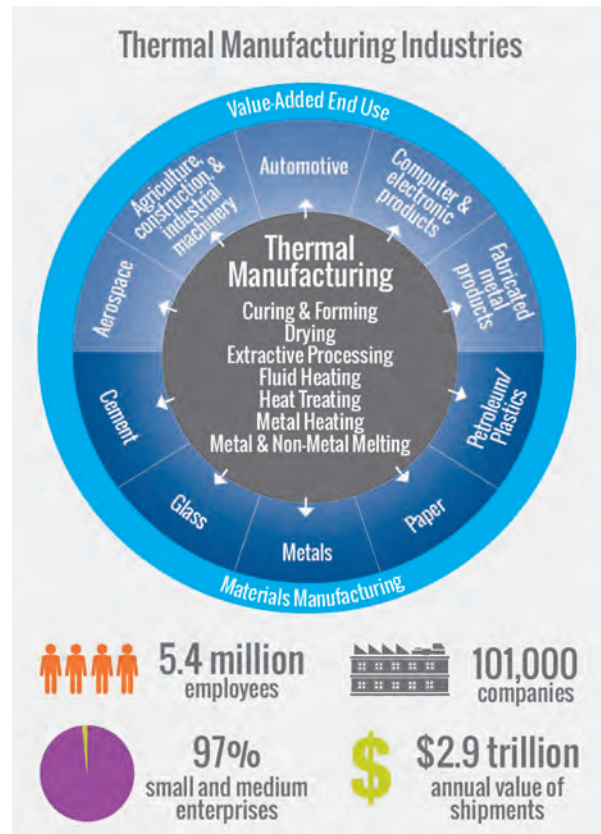 Thermal Manufacturing Industries
Value-Added End Use
Aerospace
Agriculture,
construction, &
industrial
machinery
Automotive
Computer &
electronic
products
Fabricated
metal
products
Thermal
Manufacturing
Curing & Forming
Drying
Extractive Processing
Fluid Heating
Heat Treating
Metal Heating
Metal & Non-Metal Melting
Cement
Glass
Metals
Paper
Petroleum/
Plastics
Materials Manufacturing
5.4 million
employees
101,000
companies
97%
small and medium
enterprises
$
$2.9 trillion
annual value of
shipments